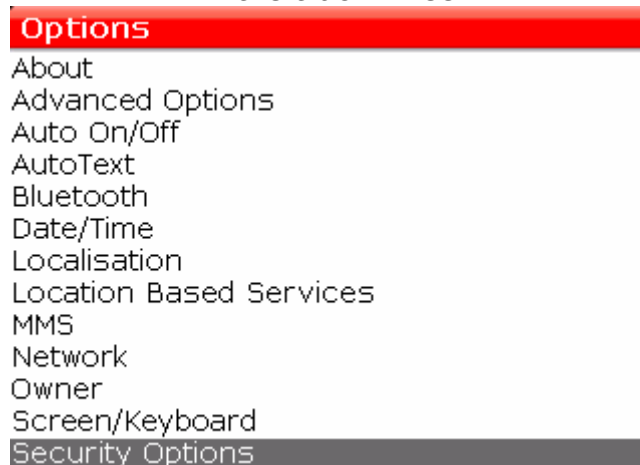 Options
About
Advanced Options
Auto On/Off
AutoText
Bluetooth
Date/Time
Localisation
Location Based Services
MMS
Network
Owner
Screen/Keyboard
Security Options